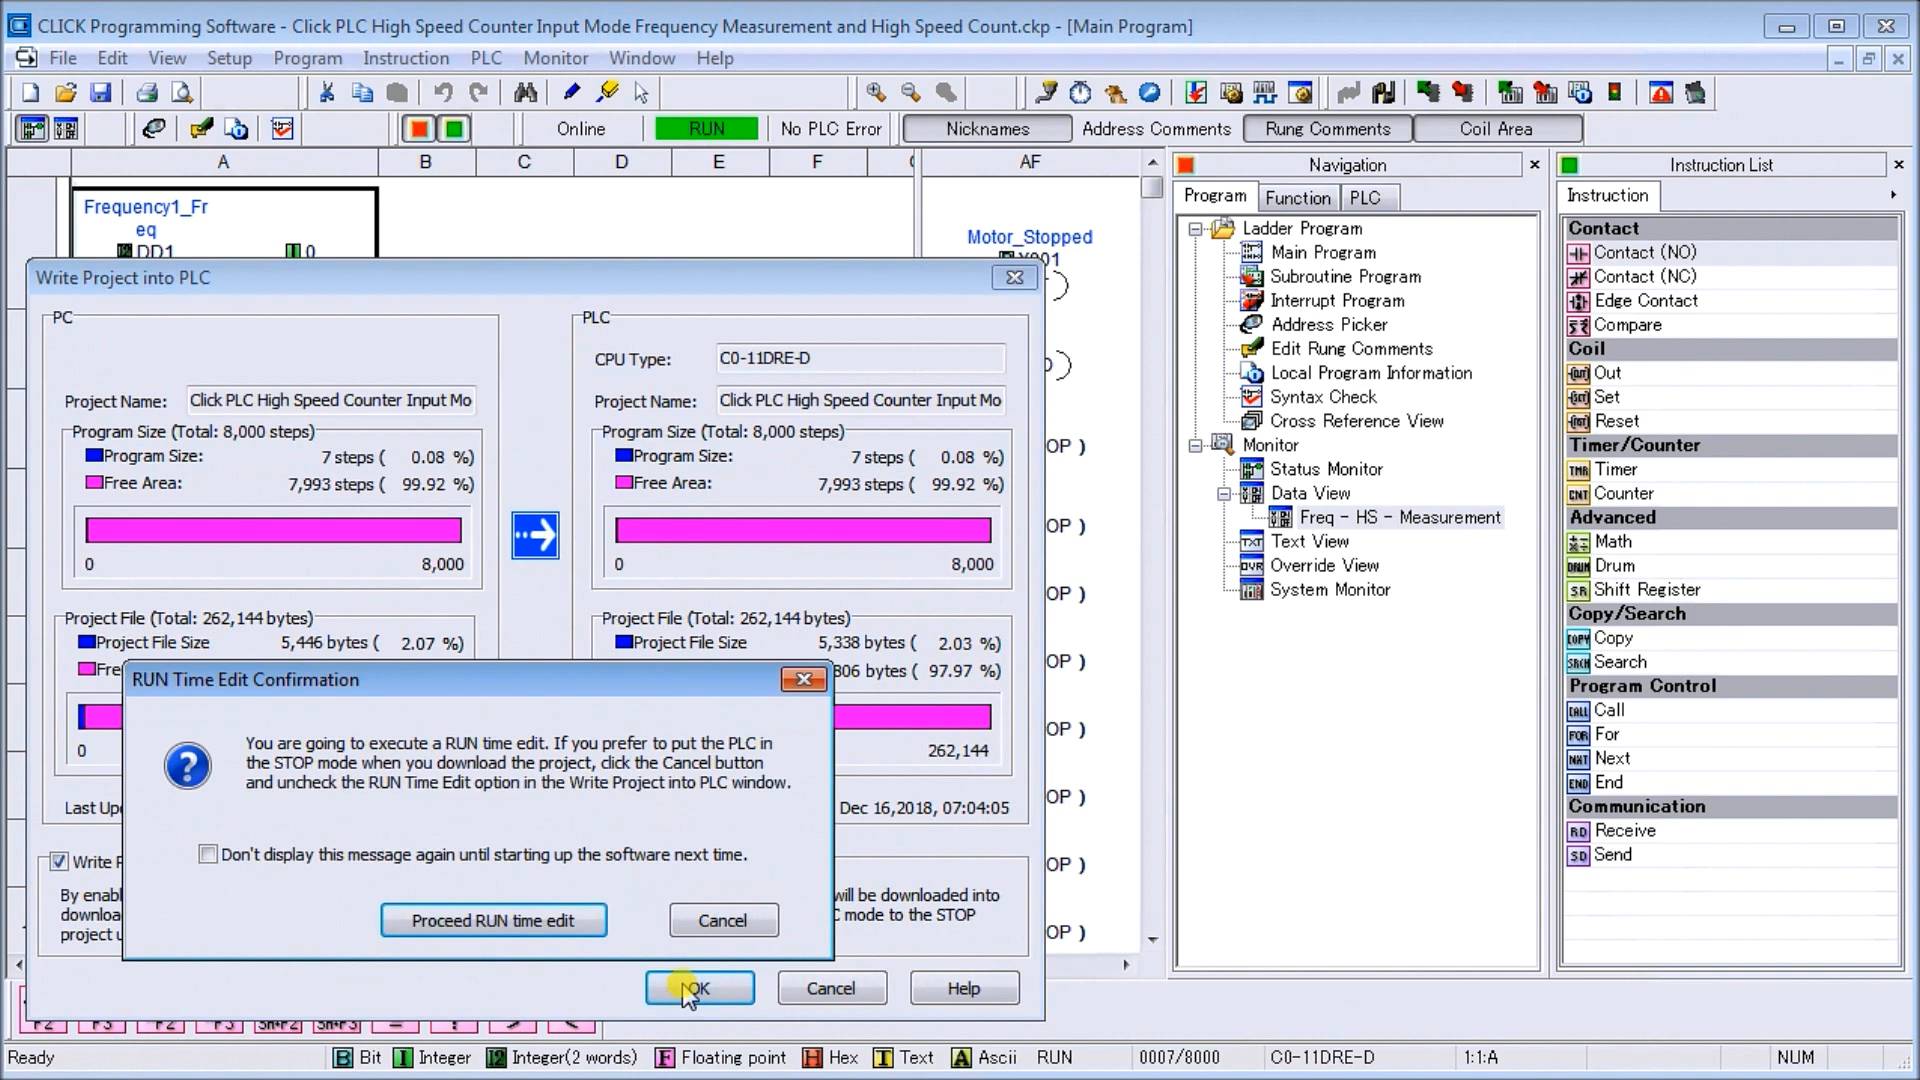 CLICK Programming Software - Click PLC High Speed Counter Input Mode Frequency Measurement and High Speed Count.ckp - [Main Program]
File Edit View Setup Program Instruction PLC Monitor Window Help
Online RUN No PLC Error Nicknames Address Comments Rung Comments Coil Area
A B C D E F AF
Frequency1_Fr
eq
DD1 0
Motor_Stopped
Write Project into PLC
PC
Project Name: Click PLC High Speed Counter Input Mo
Program Size (Total: 8,000 steps)
Program Size: 7 steps ( 0.08 %)
Free Area: 7,993 steps ( 99.92 %)
0 8,000
Project File (Total: 262,144 bytes)
Project File Size 5,446 bytes ( 2.07 %)
0
PLC
CPU Type: C0-11DRE-D
Project Name: Click PLC High Speed Counter Input Mo
Program Size (Total: 8,000 steps)
Program Size: 7 steps ( 0.08 %)
Free Area: 7,993 steps ( 99.92 %)
0 8,000
Project File (Total: 262,144 bytes)
Project File Size 5,338 bytes ( 2.03 %)
806 bytes ( 97.97 %)
262,144
Dec 16,2018, 07:04:05
Write
By
will be downloaded into
C mode to the STOP
project
OK Cancel Help
RUN Time Edit Confirmation
You are going to execute a RUN time edit. If you prefer to put the PLC in
the STOP mode when you download the project, click the Cancel button
and uncheck the RUN Time Edit option in the Write Project into PLC window.
Don't display this message again until starting up the software next time.
Proceed RUN time edit Cancel
OP )
OP )
OP )
OP )
OP )
OP )
OP )
OP )
Navigation
Program Function PLC
Ladder Program
Main Program
Subroutine Program
Interrupt Program
Address Picker
Edit Rung Comments
Local Program Information
Syntax Check
Cross Reference View
Monitor
Status Monitor
Data View
Freq - HS - Measurement
Text View
Override View
System Monitor
Instruction List
Instruction
Contact
Contact (NO)
Contact (NC)
Edge Contact
Compare
Coil
Out
Set
Reset
Timer/Counter
Timer
Counter
Advanced
Math
Drum
Shift Register
Copy/Search
Copy
Search
Program Control
Call
For
Next
End
Communication
Receive
Send
Ready B Bit I Integer I2 Integer(2 words) F Floating point H Hex T Text A Ascii RUN 0007/8000 C0-11DRE-D 1:1:A NUM